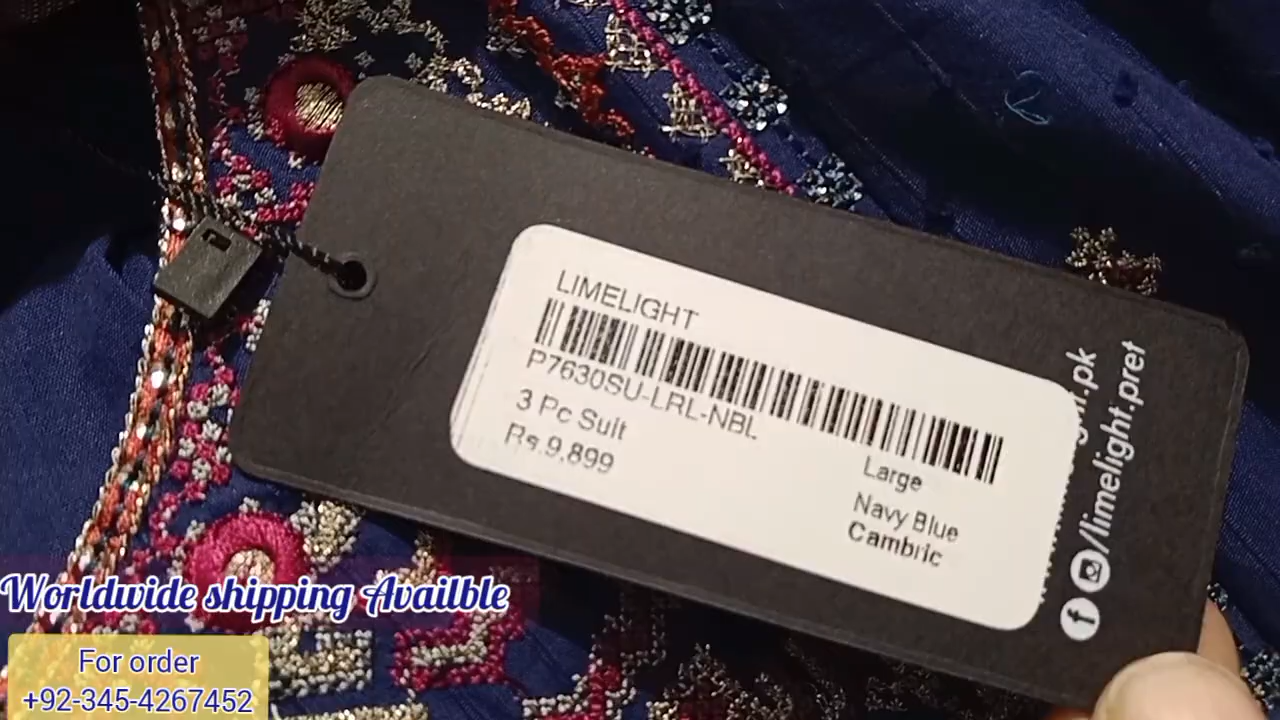 LIMELIGHT
P7630SU-LRL-NBL
3 Pc Suit
Rs.9,899
Large
Navy Blue
Cambric
/limelight.pret
Worldwide shipping Availble
For order
+92-345-4267452